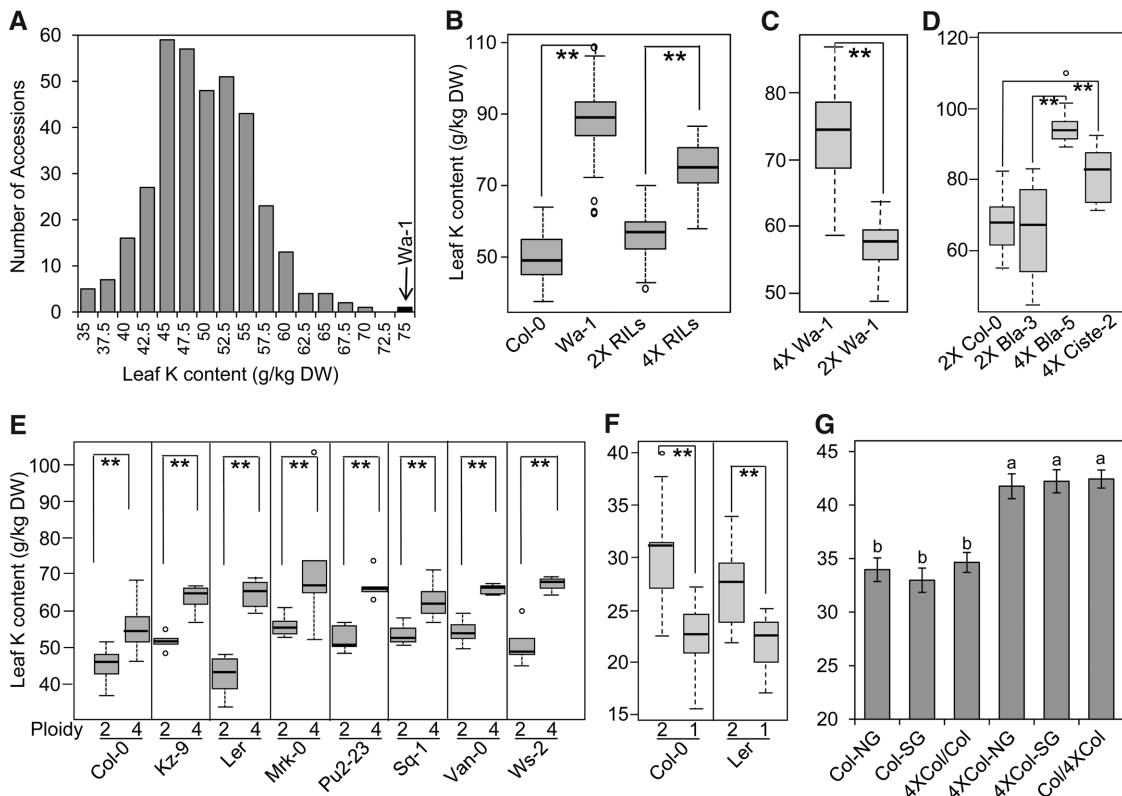 A
Number of Accessions
60
50
40
30
20
10
0
Wa-1
35
37.5
40
42.5
45
47.5
50
52.5
55
57.5
60
62.5
65
67.5
70
72.5
75
Leaf K content (g/kg DW)
B
Leaf K content (g/kg DW)
110
90
70
50
**
**
Col-0
Wa-1
2X RILs
4X RILs
C
80
70
60
50
**
4X Wa-1
2X Wa-1
D
120
100
80
60
**
**
2X Col-0
2X Bla-3
4X Bla-5
4X Ciste-2
E
Leaf K content (g/kg DW)
100
90
80
70
60
50
40
** ** ** ** ** ** ** **
Ploidy 2 4 2 4 2 4 2 4 2 4 2 4 2 4 2 4
Col-0
Kz-9
Ler
Mrk-0
Pu2-23
Sq-1
Van-0
Ws-2
F
40
35
30
25
20
15
** **
2 1 2 1
Col-0
Ler
G
40
35
30
25
20
b b b a a a
Col-NG
Col-SG
4XCol/Col
4XCol-NG
4XCol-SG
Col/4XCol